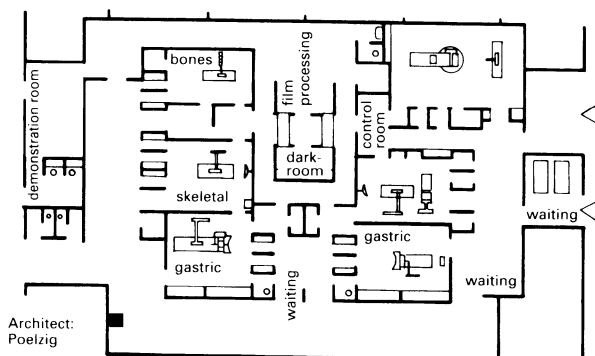 bones
film
processing
demonstration room
control
room
dark-
room
skeletal
waiting
gastric
gastric
waiting
waiting
Architect:
Poelzig